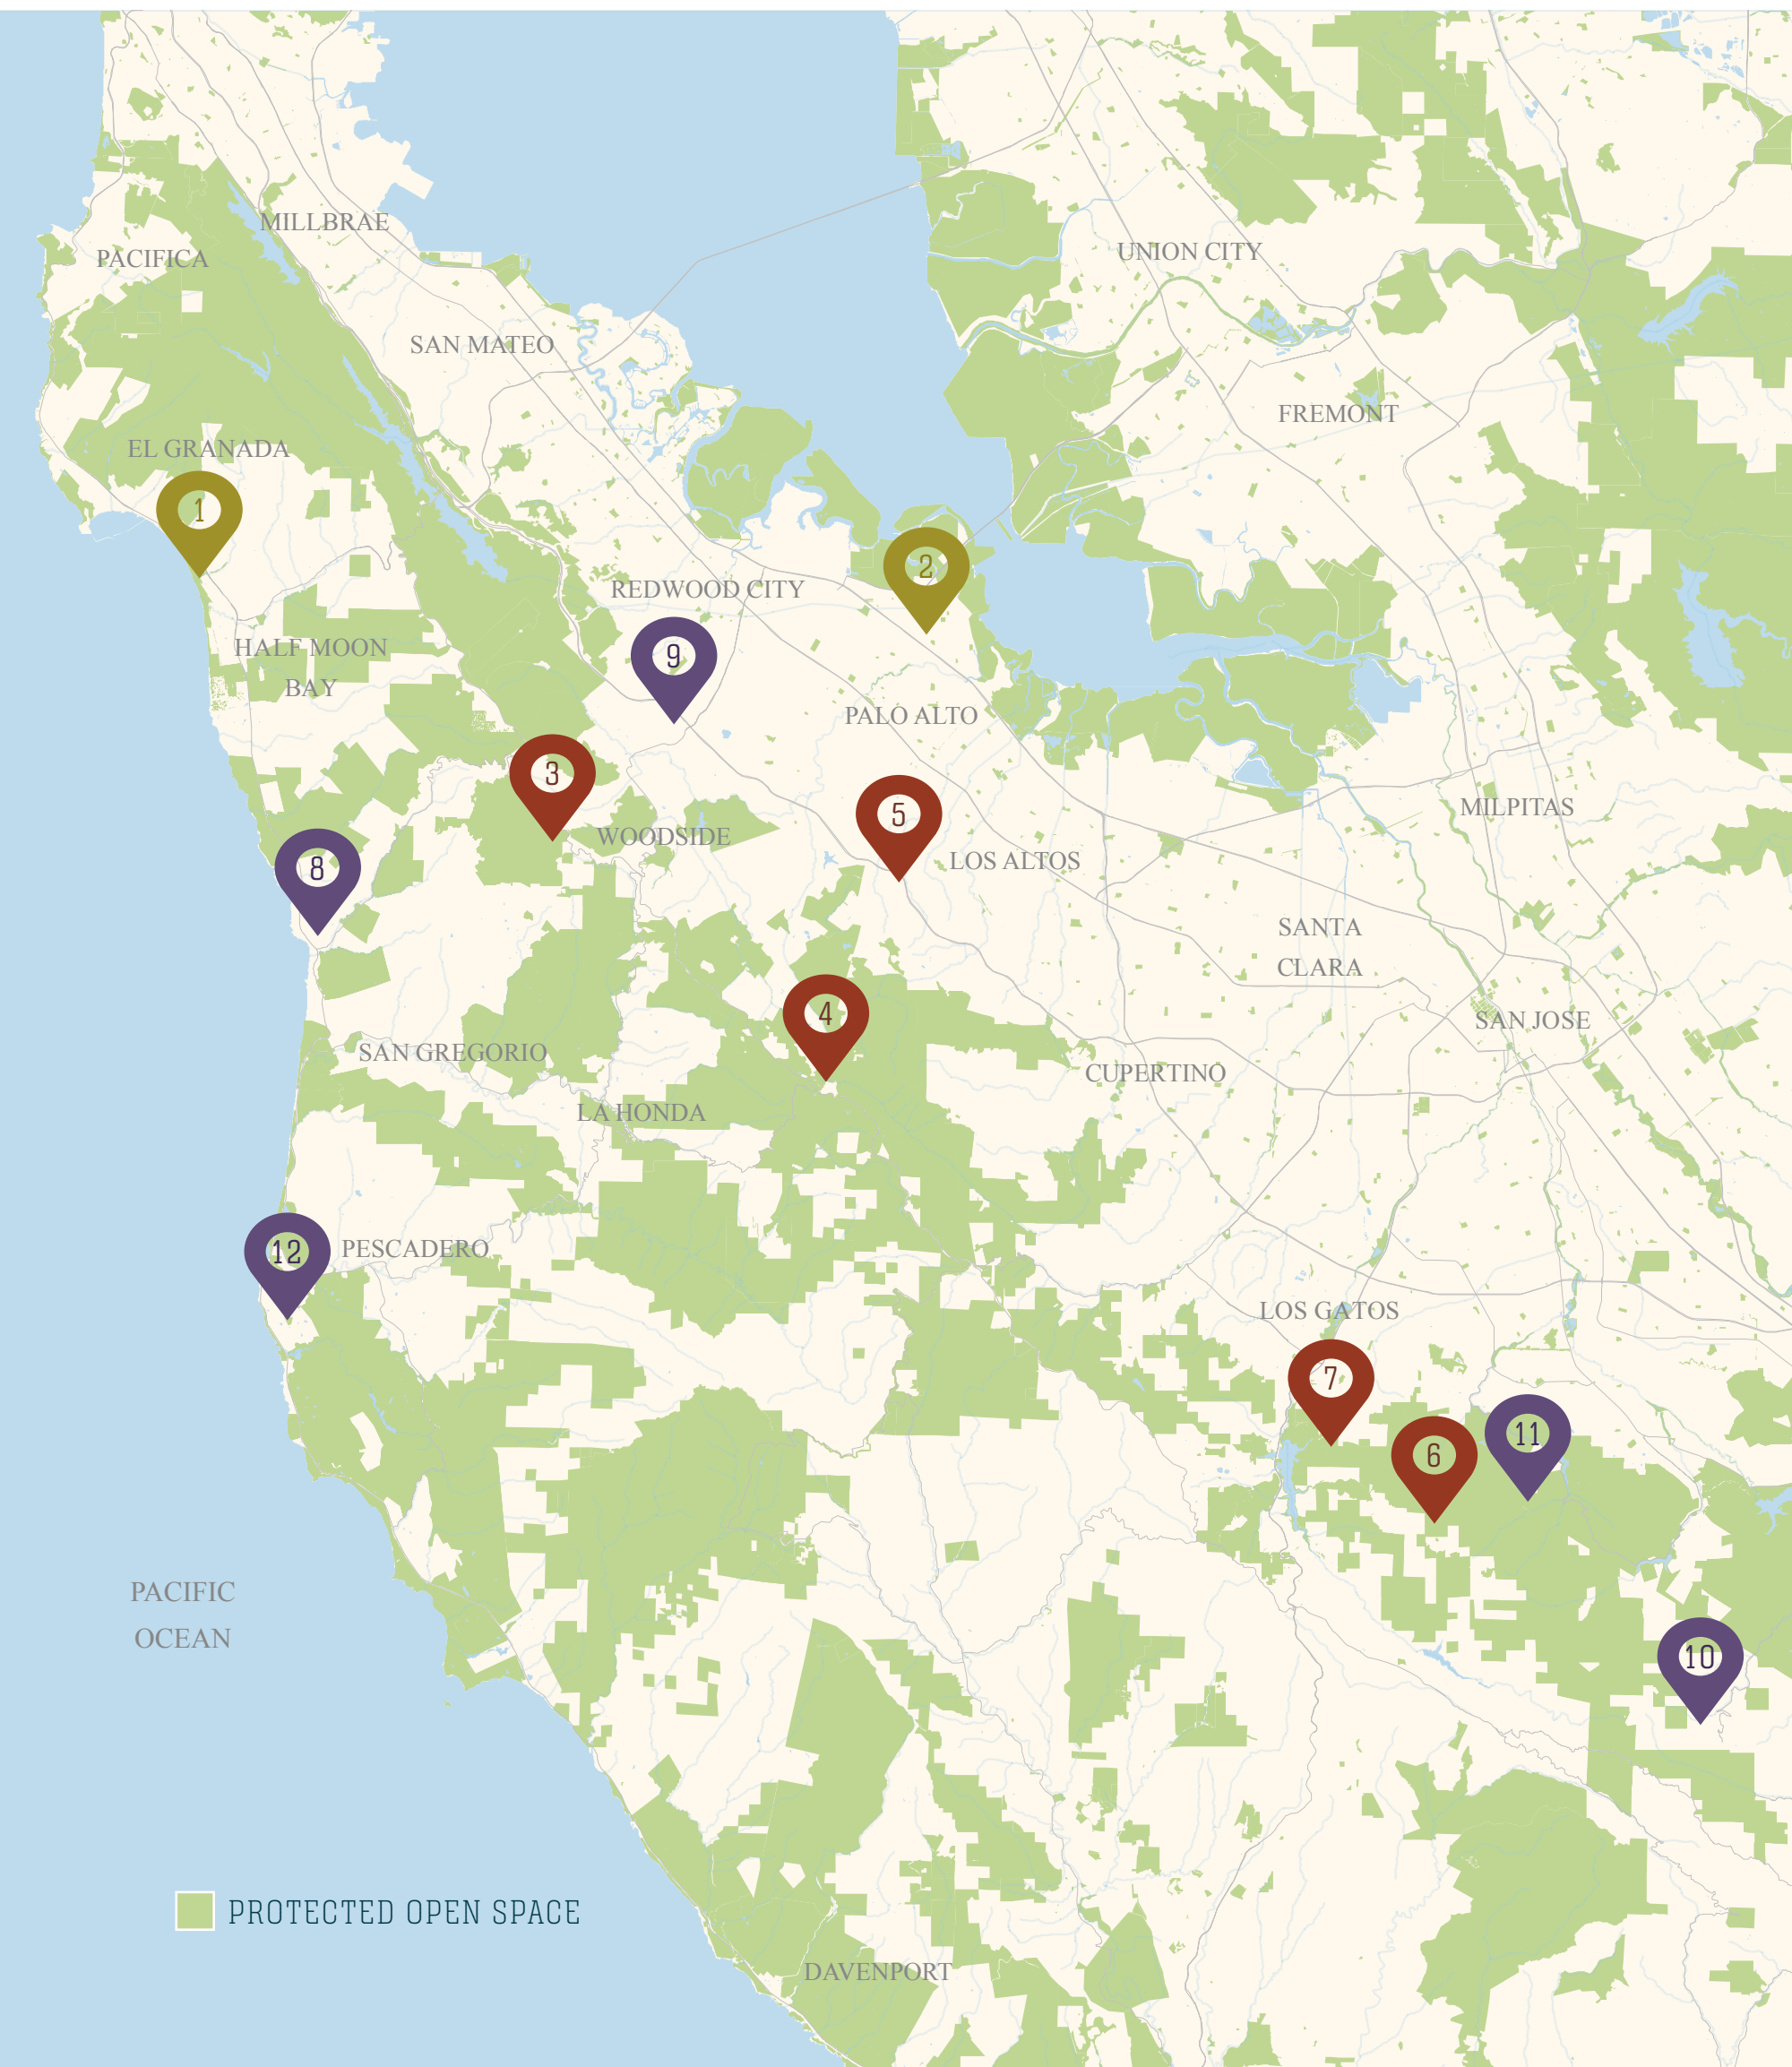 MILLBRAE
PACIFICA
UNION CITY
SAN MATEO
FREMONT
EL GRANADA
1
2
REDWOOD CITY
HALF MOON
BAY
9
PALO ALTO
3
MILPITAS
5
WOODSIDE
LOS ALTOS
8
SANTA
CLARA
4
SAN JOSE
SAN GREGORIO
CUPERTINO
LA HONDA
12
PESCADERO
LOS GATOS
7
11
6
PACIFIC
OCEAN
10
PROTECTED OPEN SPACE
DAVENPORT